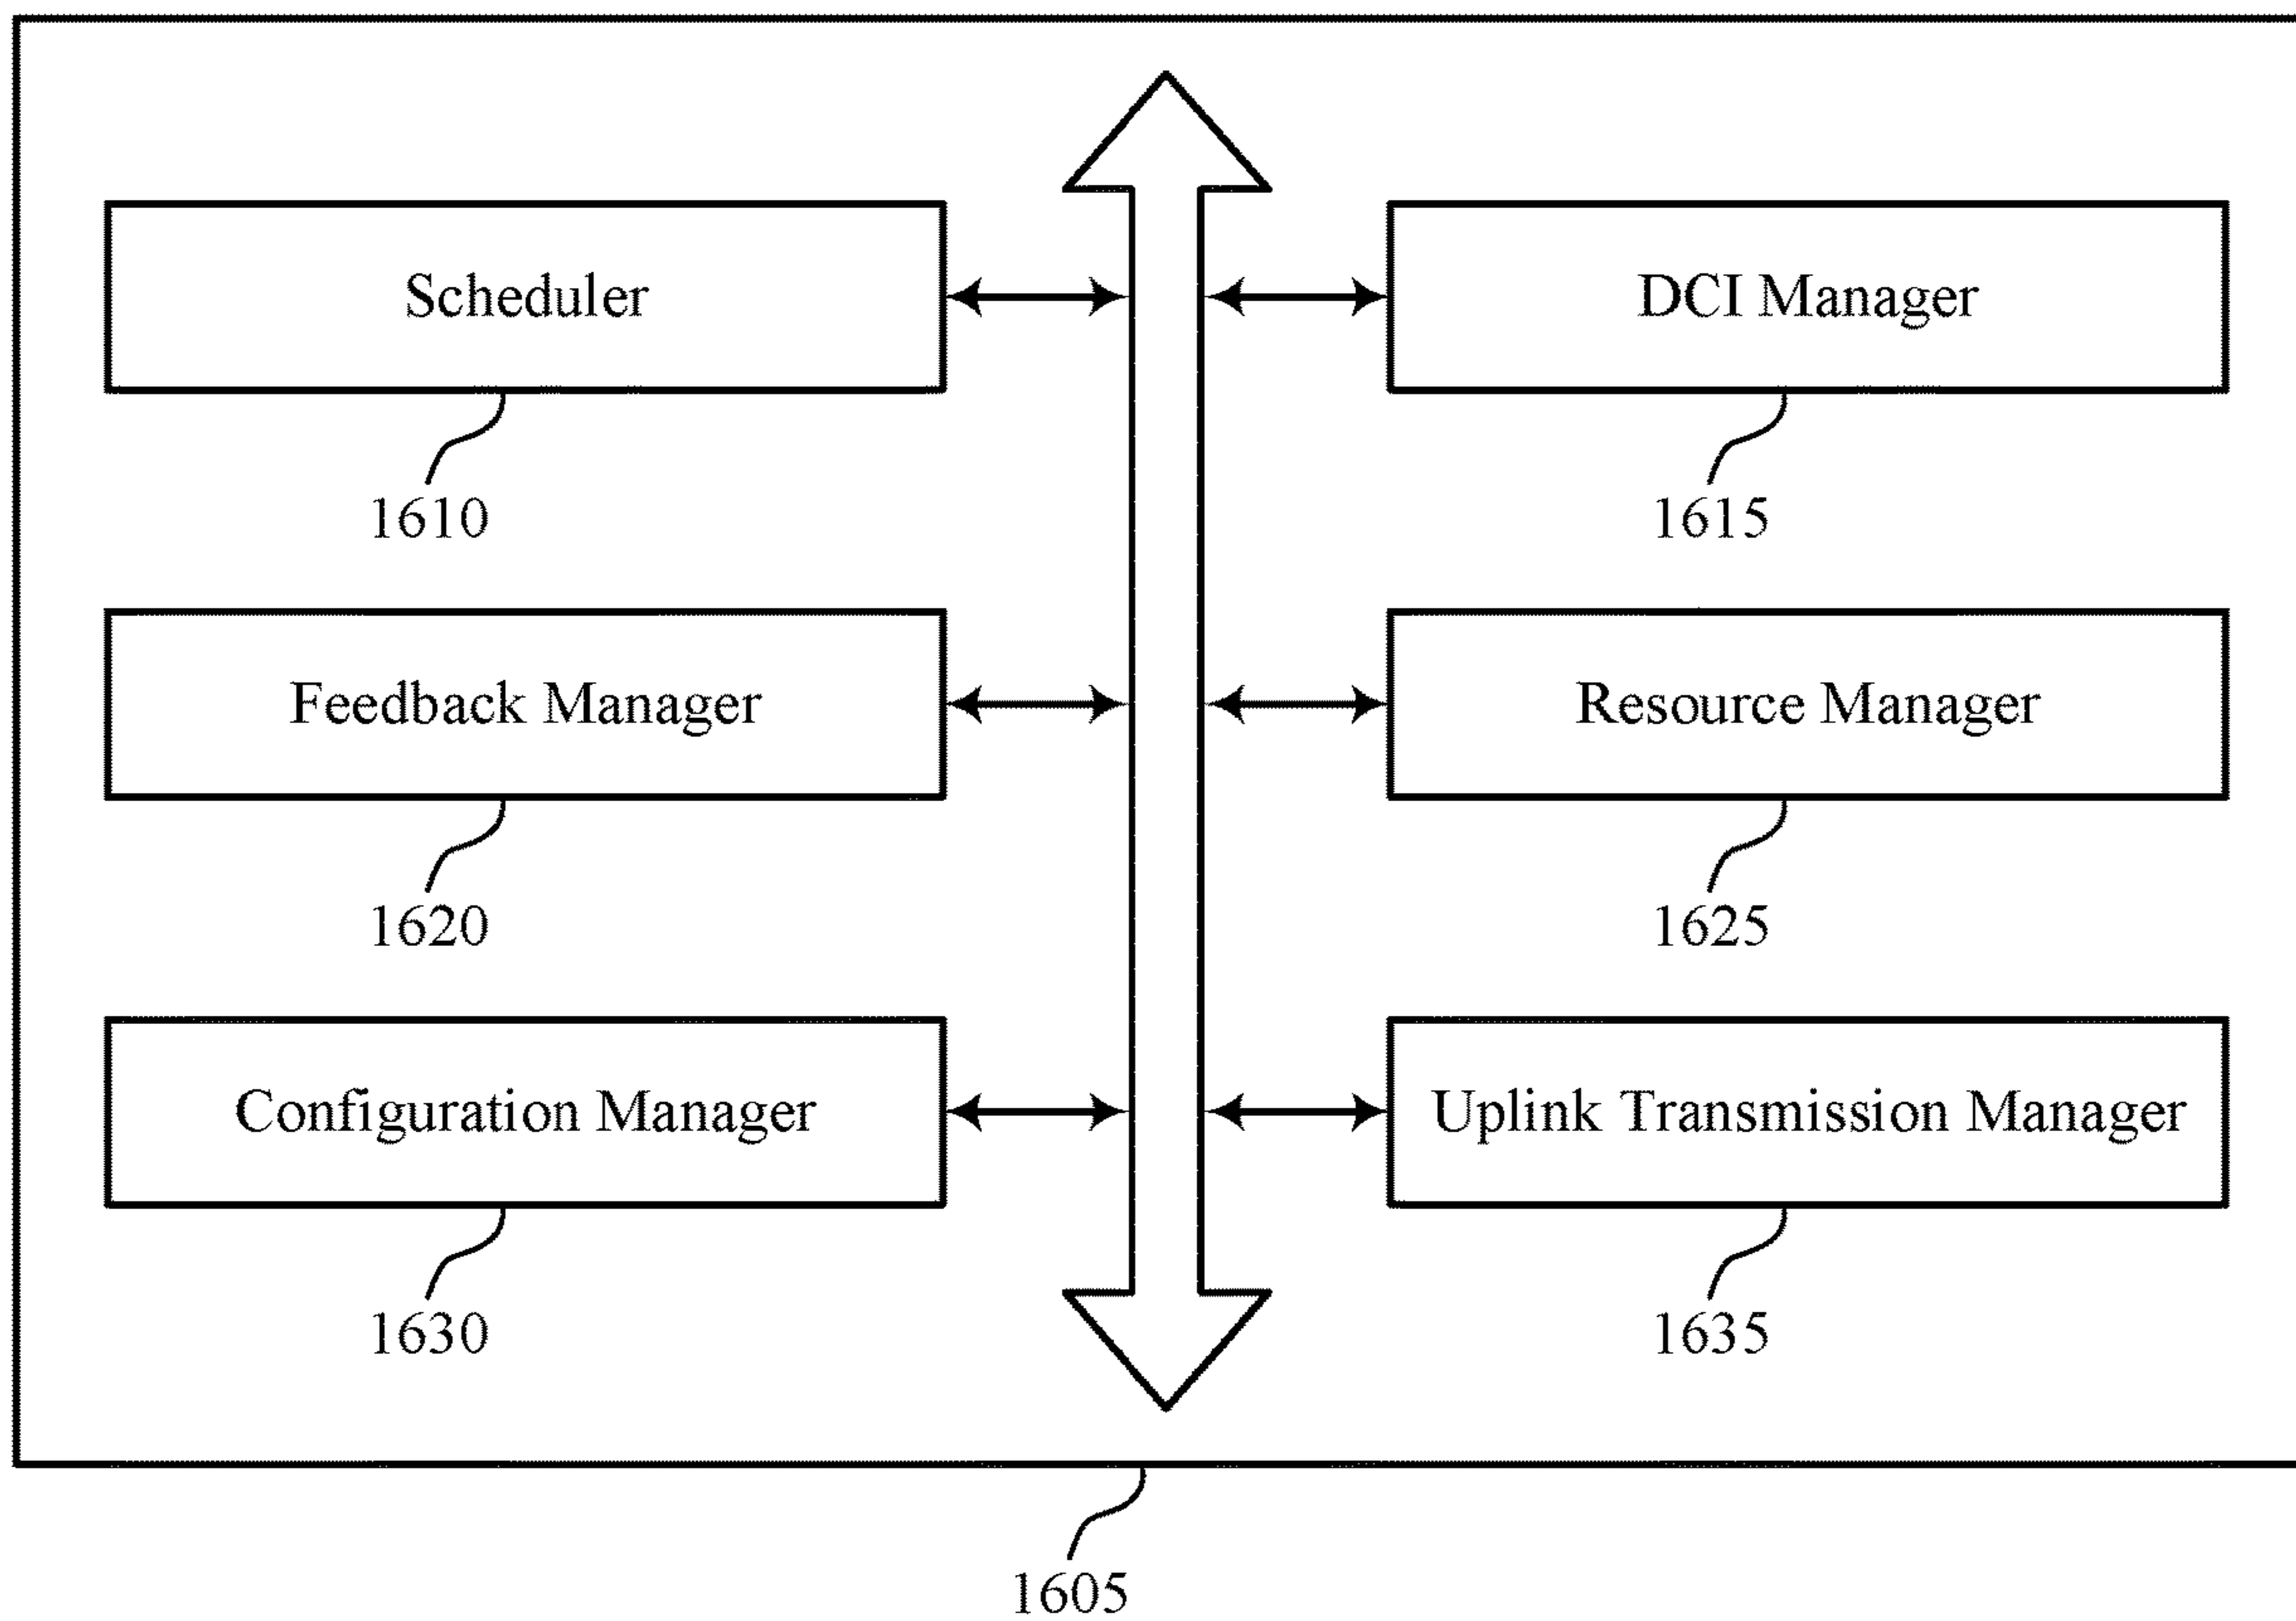 Scheduler
DCI Manager
1610
1615
Feedback Manager
Resource Manager
1620
1625
Configuration Manager
Uplink Transmission Manager
1630
1635
1605